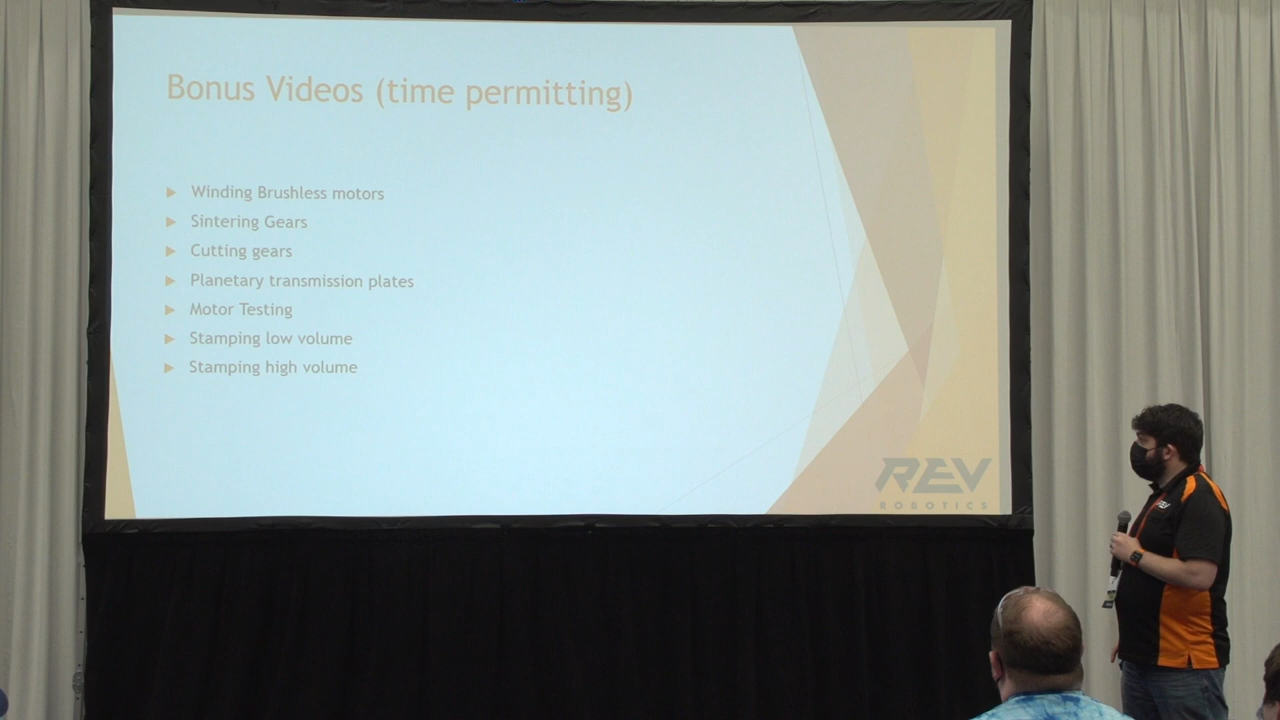 Bonus Videos (time permitting)
Winding Brushless motors
Sintering Gears
Cutting gears
Planetary transmission plates
Motor Testing
Stamping low volume
Stamping high volume
REV
ROBOTICS
REV